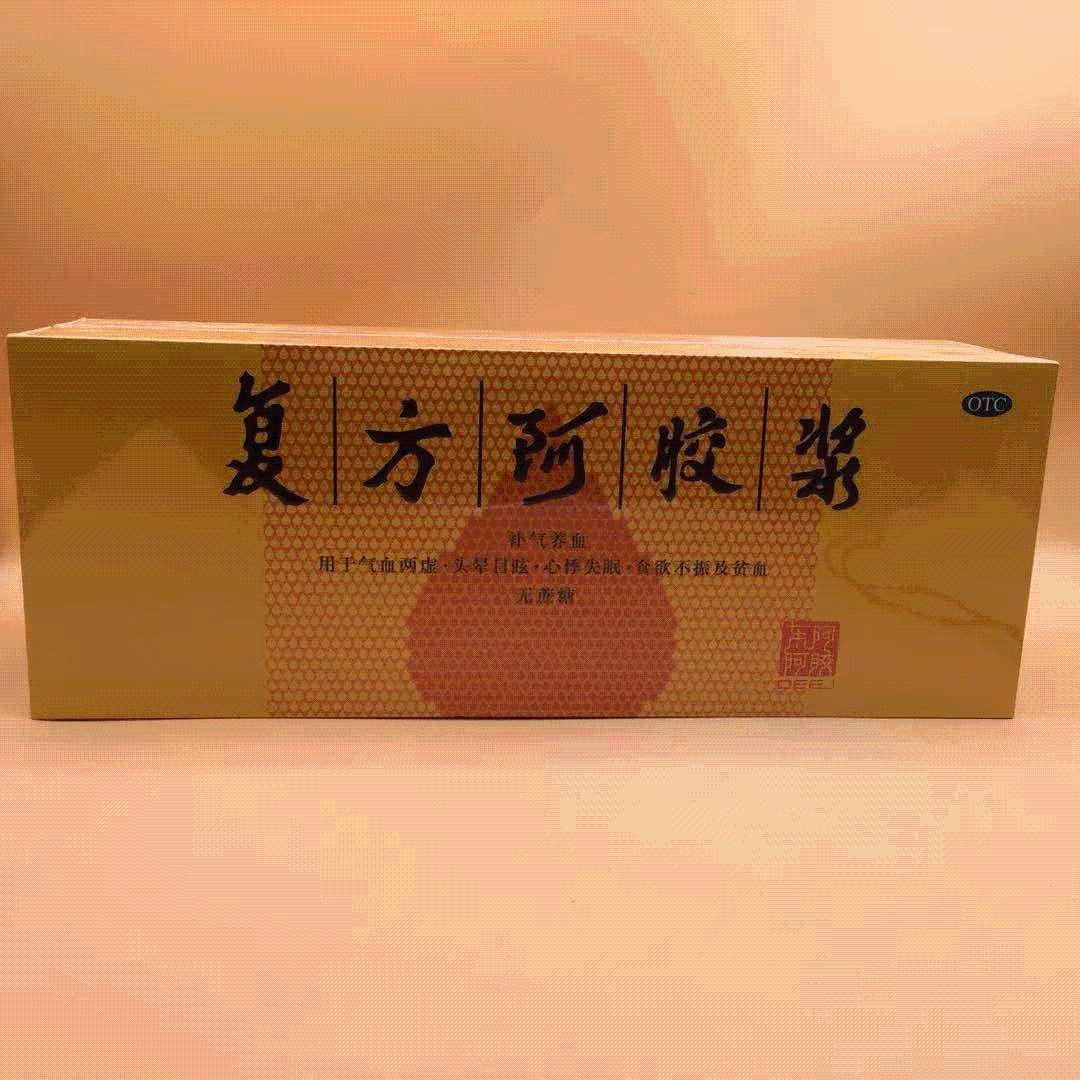 复方阿胶浆
OTC
补气养血
用于气血两虚·头晕目眩·心悸失眠·食欲不振及贫血
无蔗糖
东阿阿胶
DEEJ